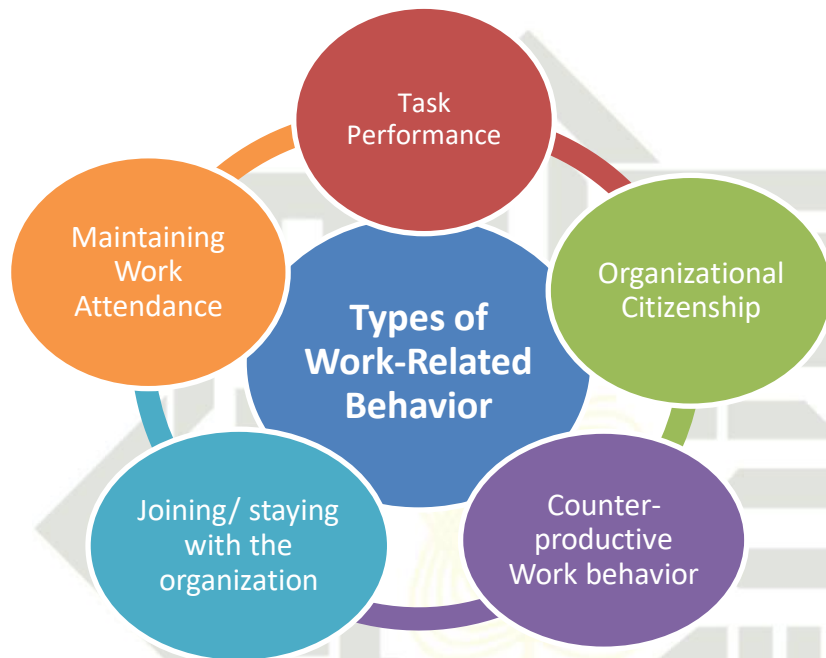 Task
Performance
Organizational
Citizenship
Counter-
productive
Work behavior
Joining/ staying
with the
organization
Maintaining
Work
Attendance
Types of
Work-Related
Behavior